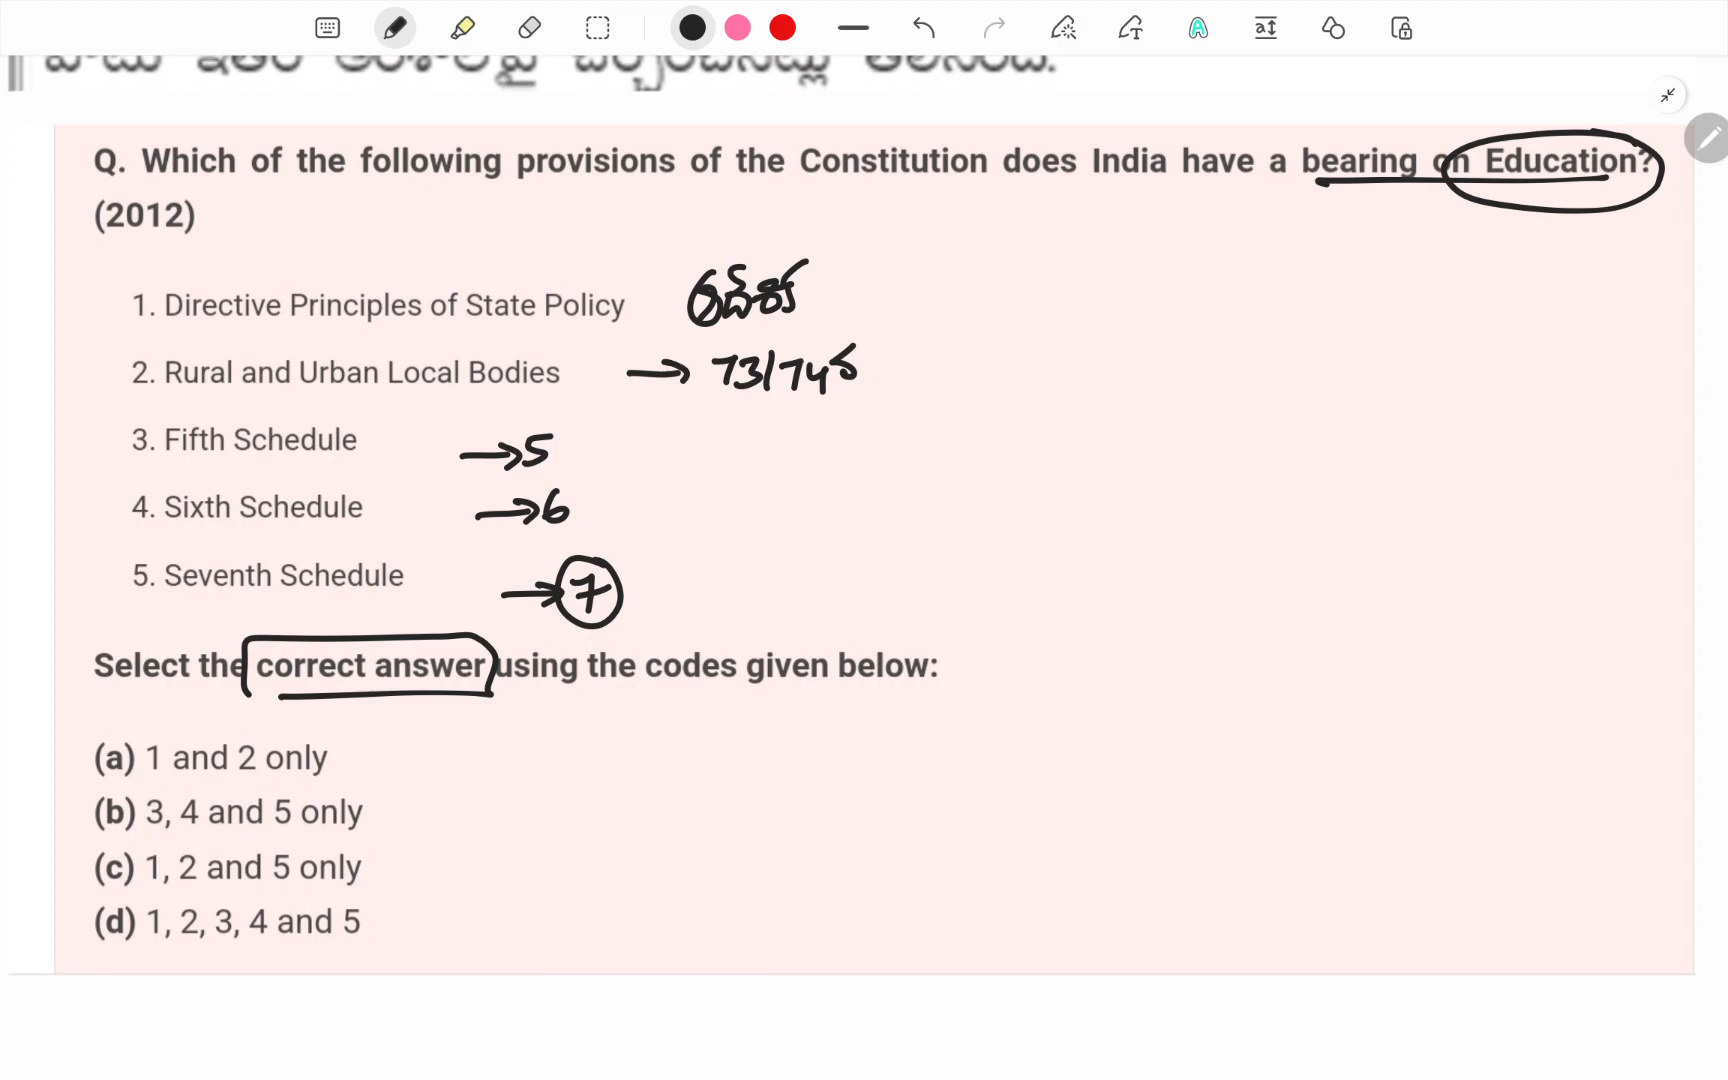 Q. Which of the following provisions of the Constitution does India have a bearing on Education?
(2012)
1. Directive Principles of State Policy
2. Rural and Urban Local Bodies → 73/74
3. Fifth Schedule → 5
4. Sixth Schedule → 6
5. Seventh Schedule → 7
Select the correct answer using the codes given below:
(a) 1 and 2 only
(b) 3, 4 and 5 only
(c) 1, 2 and 5 only
(d) 1, 2, 3, 4 and 5